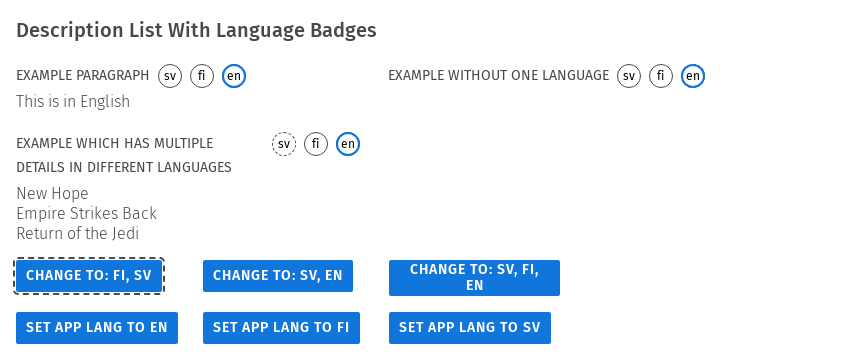 Description List With Language Badges
EXAMPLE PARAGRAPH sv fi en
This is in English
EXAMPLE WITHOUT ONE LANGUAGE sv fi en
EXAMPLE WHICH HAS MULTIPLE DETAILS IN DIFFERENT LANGUAGES sv fi en
New Hope
Empire Strikes Back
Return of the Jedi
CHANGE TO: FI, SV
CHANGE TO: SV, EN
CHANGE TO: SV, FI,
EN
SET APP LANG TO EN
SET APP LANG TO FI
SET APP LANG TO SV